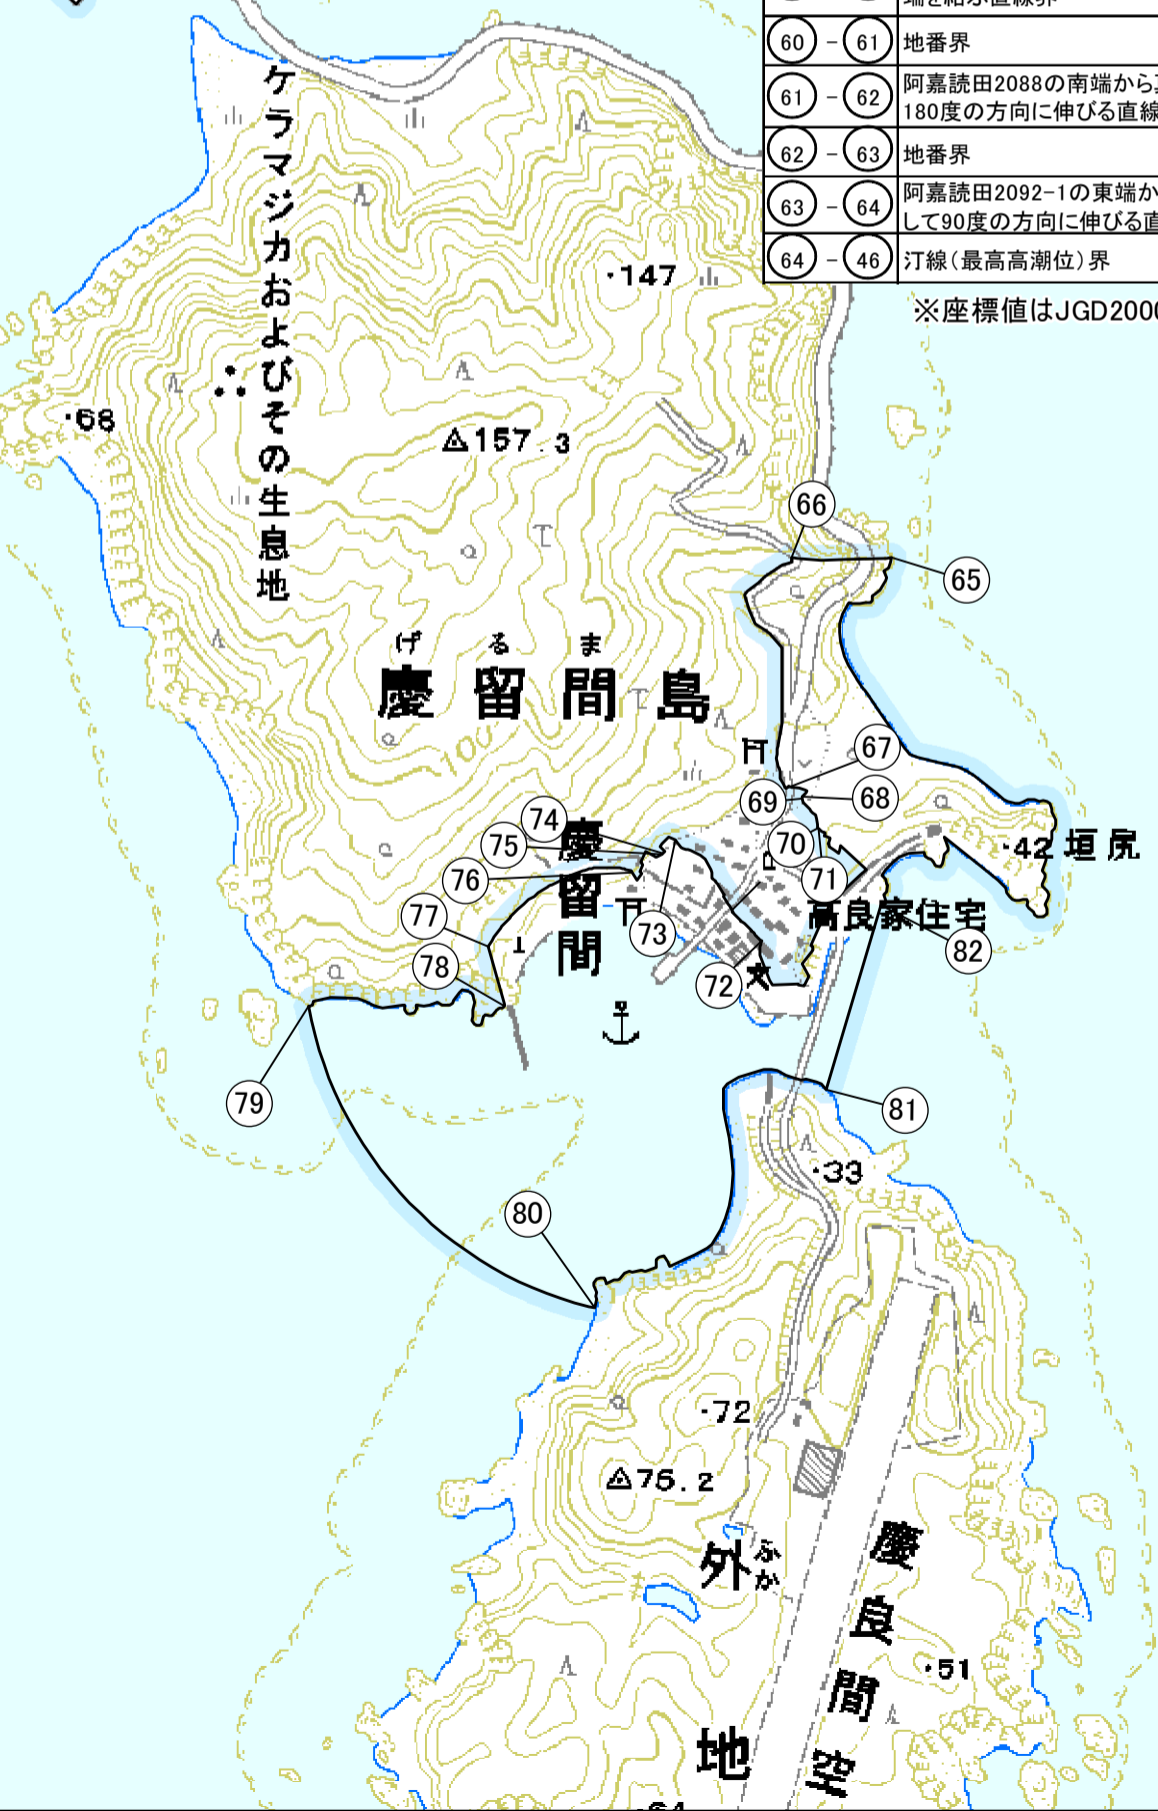 60 - 61 地番界
61 - 62 阿嘉読田2088の南端から
180度の方向に伸びる直線
62 - 63 地番界
63 - 64 阿嘉読田2092-1の東端か
して90度の方向に伸びる直
64 - 46 汀線（最高高潮位）界
※座標値はJGD2000
ケラマジカおよびその生息地
・147
・68
157.3
66
65
げるま
慶留間島
67
69
68
74
75
70
・42 垣尻
76
71
慶留間
77
73
高良家住宅
82
78
72
文
79
81
・33
80
・72
75.2
外地
ふか
慶良間空
・51